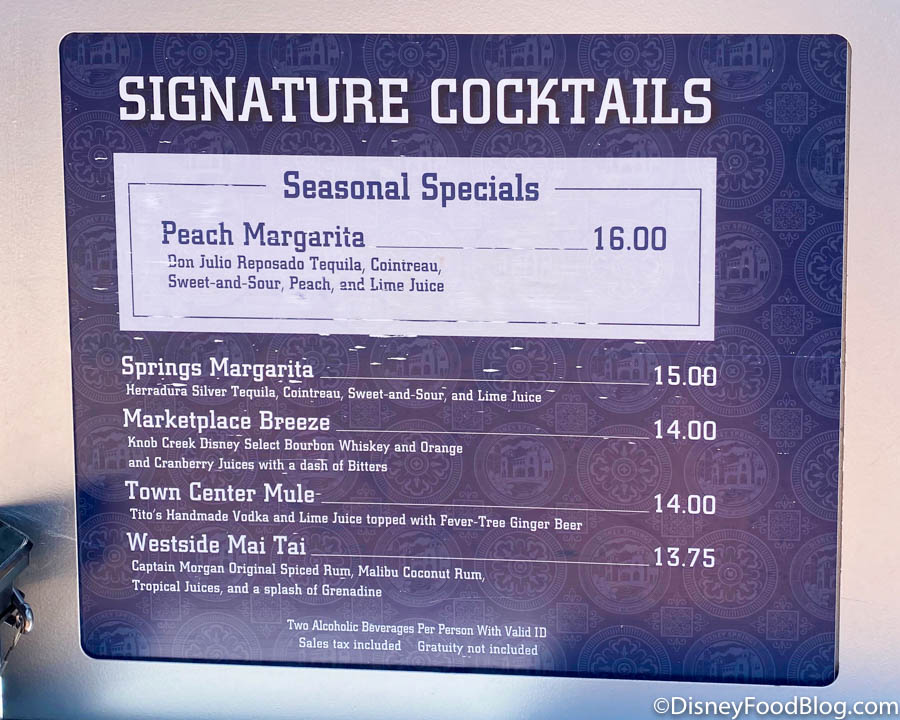 SIGNATURE COCKTAILS
Seasonal Specials
Peach Margarita 16.00
Don Julio Reposado Tequila, Cointreau,
Sweet-and-Sour, Peach, and Lime Juice
Springs Margarita 15.00
Herradura Silver Tequila, Cointreau, Sweet-and-Sour, and Lime Juice
Marketplace Breeze 14.00
Knob Creek Disney Select Bourbon Whiskey and Orange
and Cranberry Juices with a dash of Bitters
Town Center Mule 14.00
Tito's Handmade Vodka and Lime Juice topped with Fever-Tree Ginger Beer
Westside Mai Tai 13.75
Captain Morgan Original Spiced Rum, Malibu Coconut Rum,
Tropical Juices, and a splash of Grenadine
Two Alcoholic Beverages Per Person With Valid ID
Sales tax included Gratuity not included
©DisneyFoodBlog.com